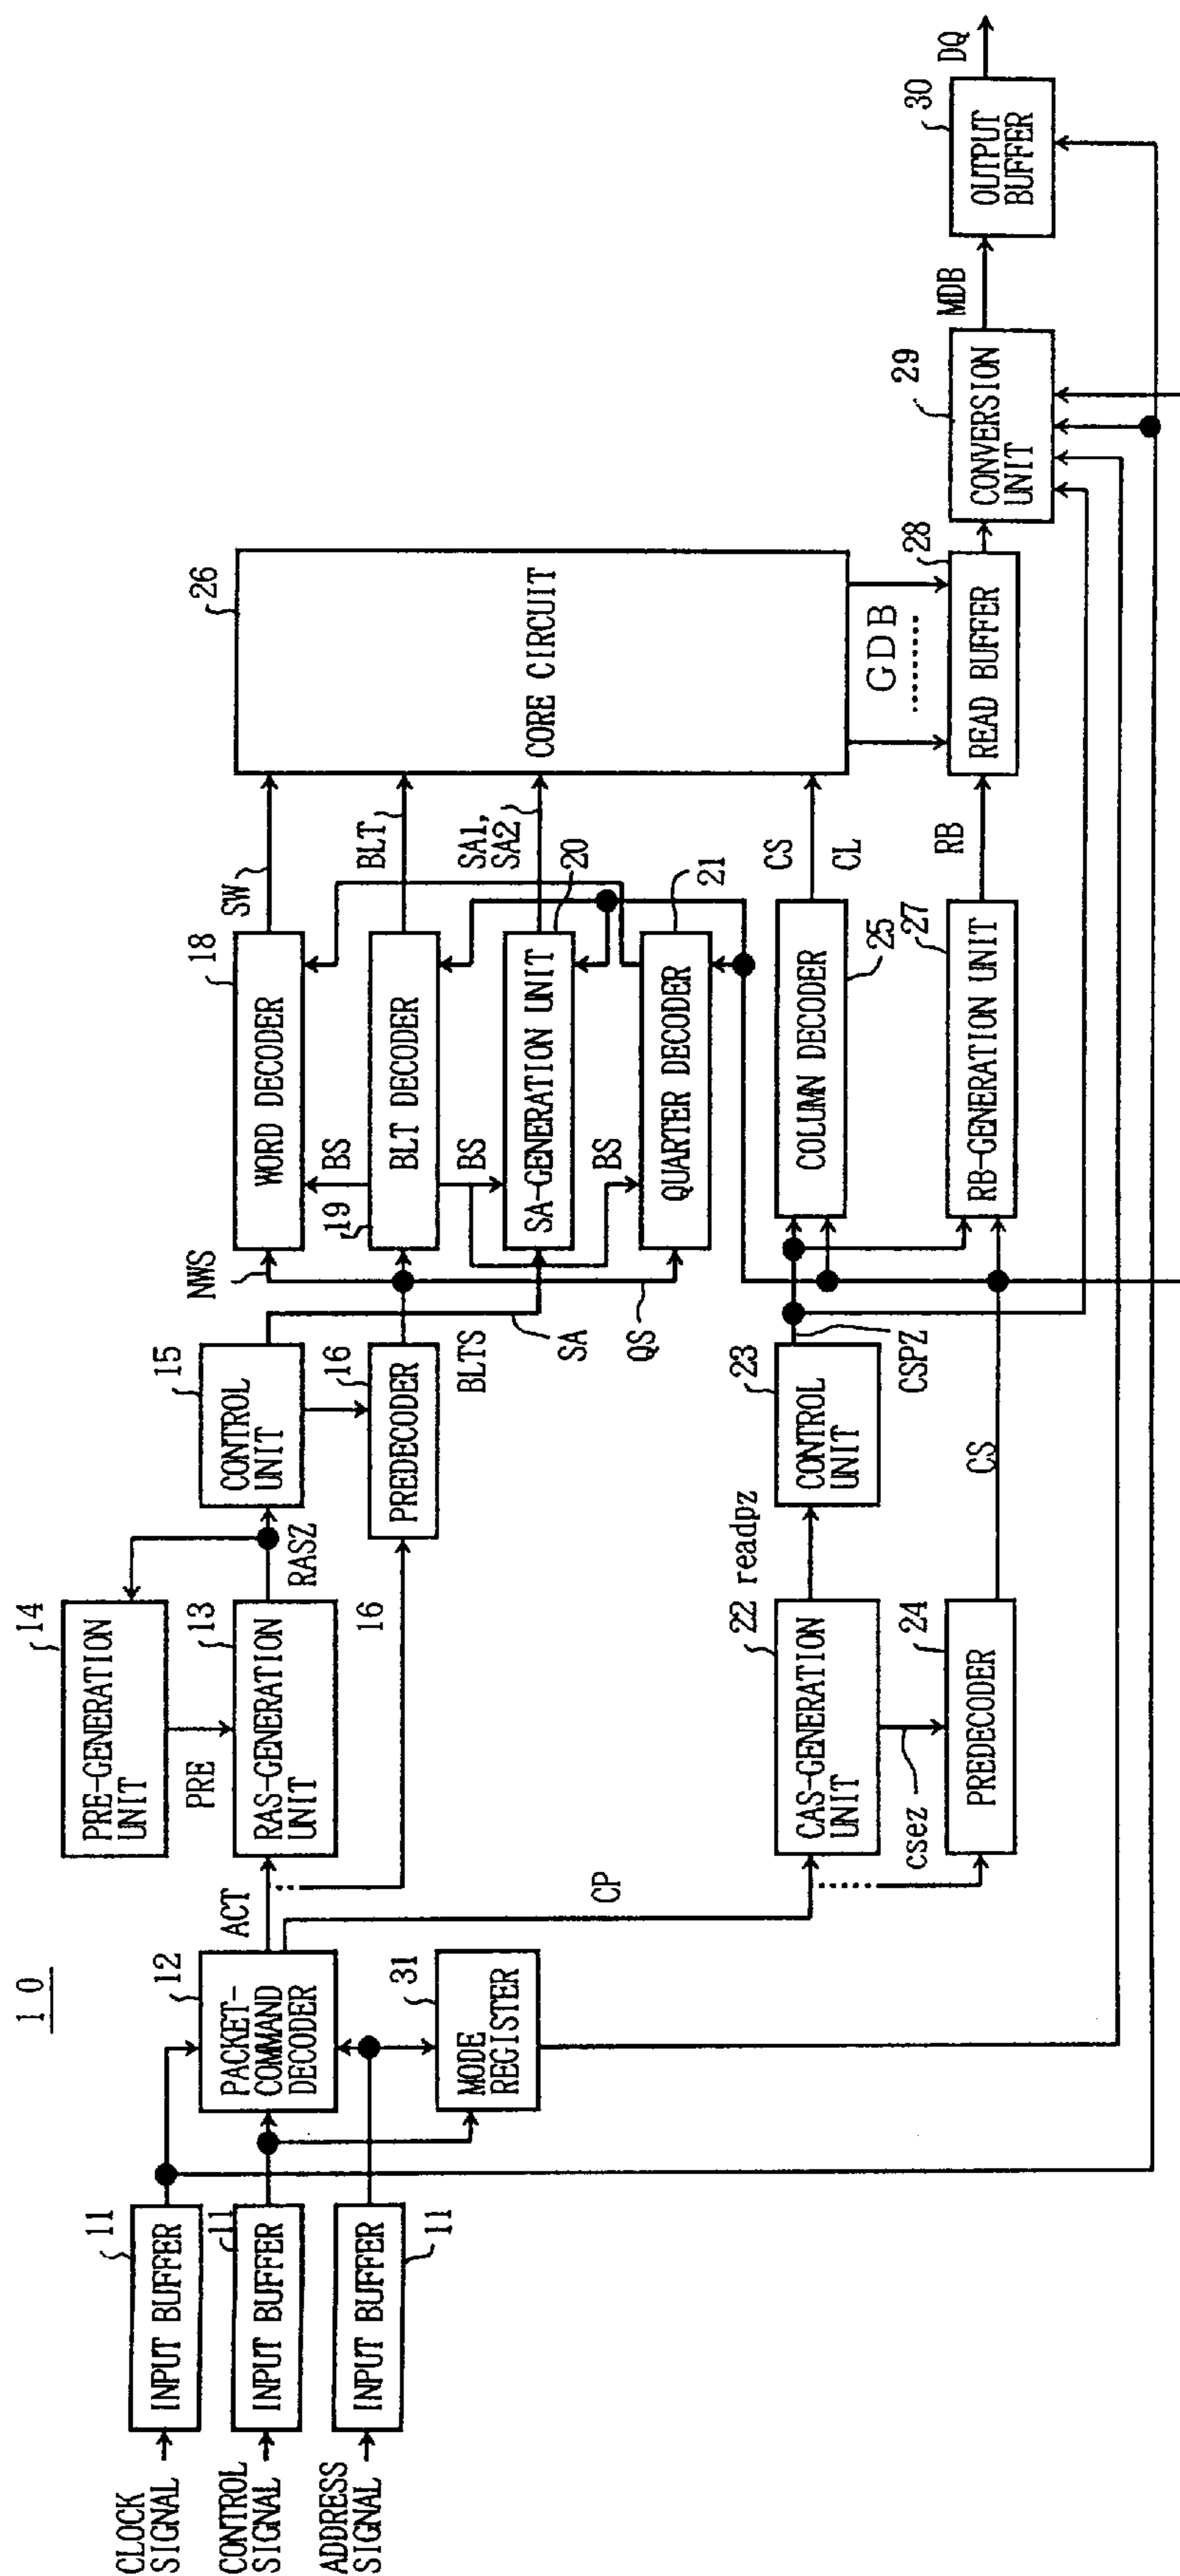 10
CLOCK
SIGNAL
CONTROL
SIGNAL
ADDRESS
SIGNAL
11
INPUT BUFFER
11
INPUT BUFFER
11
INPUT BUFFER
12
PACKET-
COMMAND
DECODER
31
MODE
REGISTER
ACT
CP
14
PRE-GENERATION
UNIT
PRE
13
RAS-GENERATION
UNIT
RASZ
16
15
CONTROL
UNIT
16
PREDECODER
BLTS
SA
QS
NWS
22
CAS-GENERATION
UNIT
readpz
csez
24
PREDECODER
23
CONTROL
UNIT
CSPZ
CS
18
WORD DECODER
SW
BS
19
BLT DECODER
BLT
BS
SA-GENERATION UNIT
20
SA1,
SA2
BS
QUARTER DECODER
21
COLUMN DECODER
25
CS
CL
RB-GENERATION UNIT
27
RB
26
CORE CIRCUIT
GDB
READ BUFFER
28
CONVERSION
UNIT
29
MDB
OUTPUT
BUFFER
30
DQ